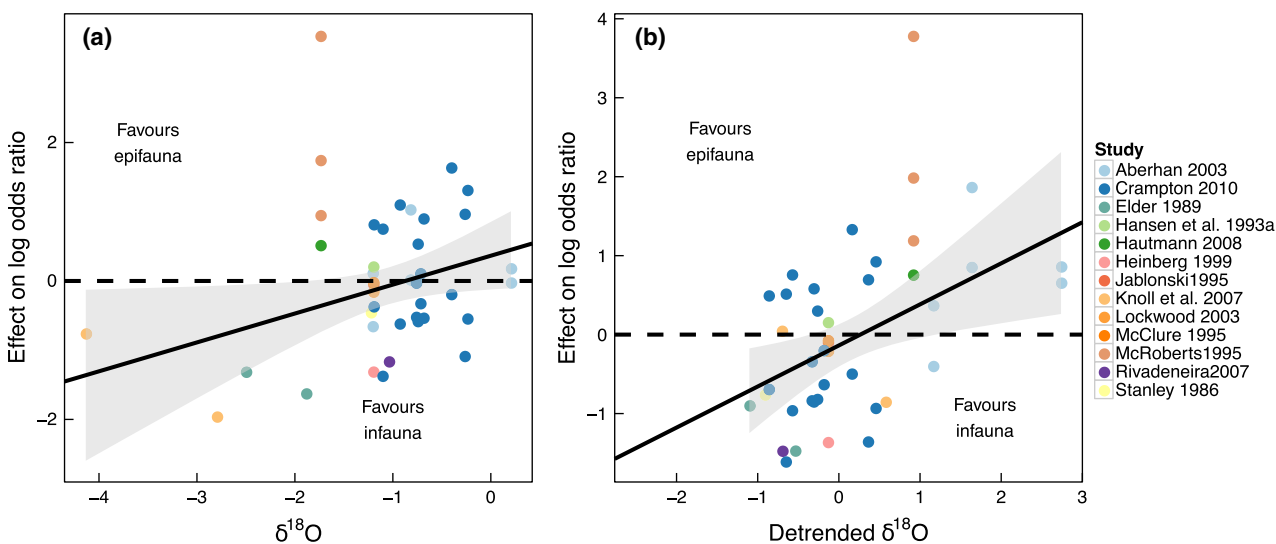 (a)
Favours
epifauna
Favours
infauna
Effect on log odds ratio
2
0
−2
−4
−3
−2
−1
0
δ¹⁸O
(b)
Favours
epifauna
Favours
infauna
Effect on log odds ratio
4
3
4
2
1
0
−1
−2
−1
0
1
2
3
Detrended δ¹⁸O
Study
Aberhan 2003
Crampton 2010
Elder 1989
Hansen et al. 1993a
Hautmann 2008
Heinberg 1999
Jablonski1995
Knoll et al. 2007
Lockwood 2003
McClure 1995
McRoberts1995
Rivadeneira2007
Stanley 1986